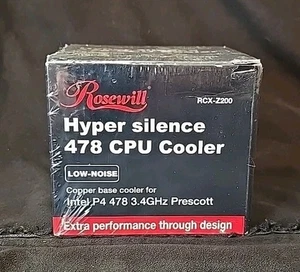 Rosewill
RCX-Z200
Hyper silence
478 CPU Cooler
LOW-NOISE
Copper base cooler for
Intel P4 478 3.4GHz Prescott
Extra performance through design